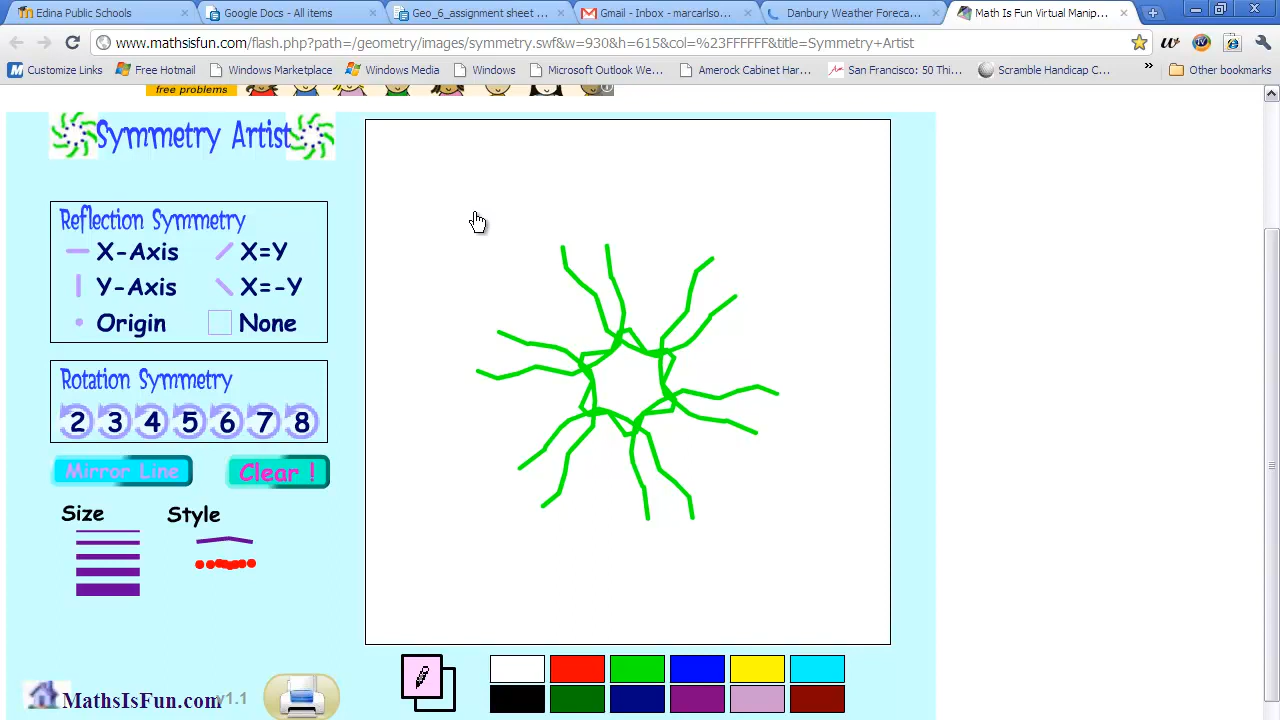 Edina Public Schools
Google Docs - All items
Geo_6_assignment sheet ...
Gmail - Inbox - marcarlso...
Danbury Weather Foreca...
Math Is Fun Virtual Manip...
www.mathsisfun.com/flash.php?path=/geometry/images/symmetry.swf&w=930&h=615&col=%23FFFFFF&title=Symmetry+Artist
Customize Links
Free Hotmail
Windows Marketplace
Windows Media
Windows
Microsoft Outlook We...
Amerock Cabinet Har...
San Francisco: 50 Thi...
Scramble Handicap C...
»
Other bookmarks
free problems
Symmetry Artist
Reflection Symmetry
X-Axis X=Y
Y-Axis X=-Y
Origin None
Rotation Symmetry
2 3 4 5 6 7 8
Mirror Line Clear !
Size Style
MathsIsFun.com v1.1